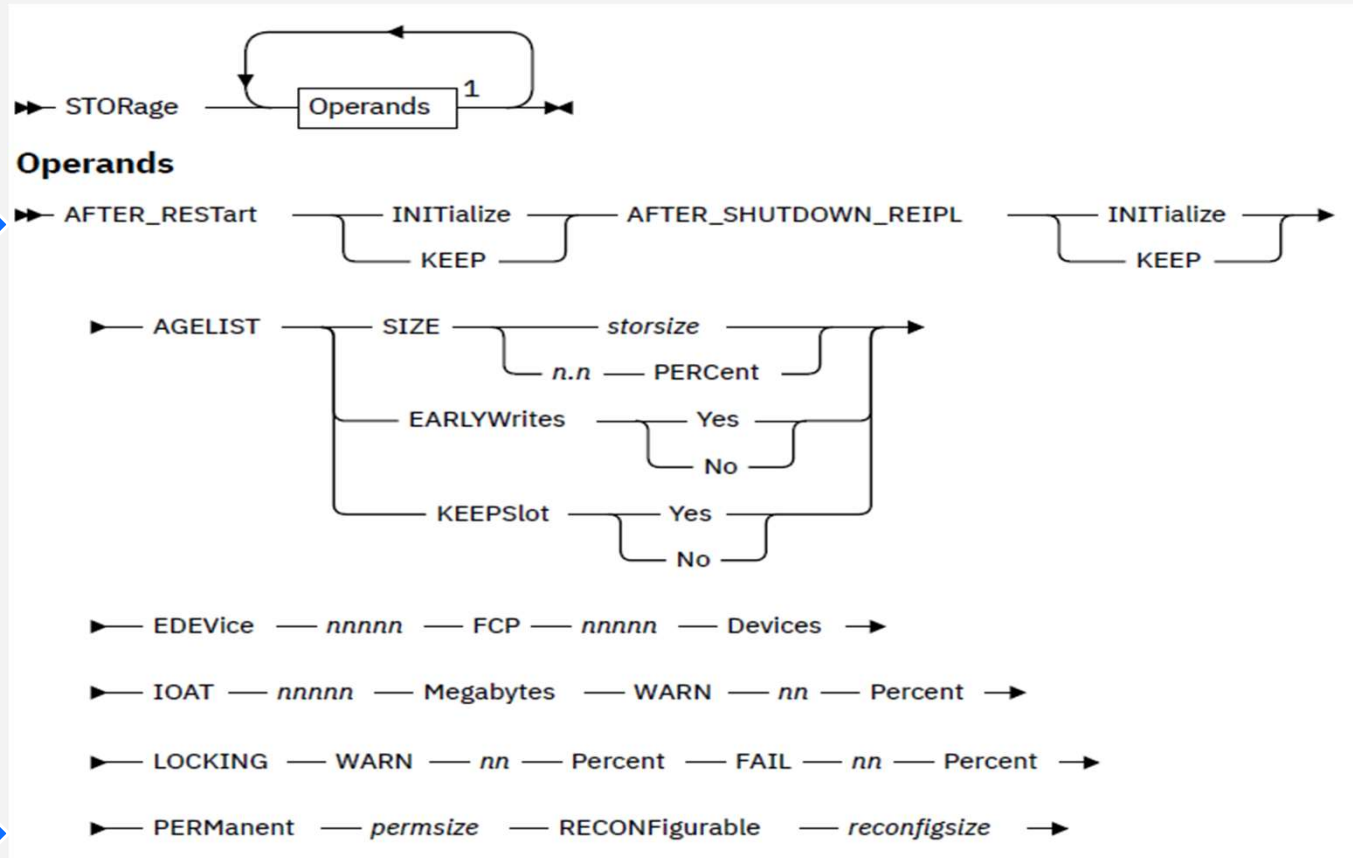 1
STORage Operands
Operands
AFTER_RESTart INITialize AFTER_SHUTDOWN_REIPL INITialize
KEEP KEEP
AGELIST SIZE storsize
n.n PERCent
EARLYWrites Yes
No
KEEPSlot Yes
No
EDEVice nnnnn FCP nnnnn Devices
IOAT nnnnn Megabytes WARN nn Percent
LOCKING WARN nn Percent FAIL nn Percent
PERManent permsize RECONFigurable reconfigsize